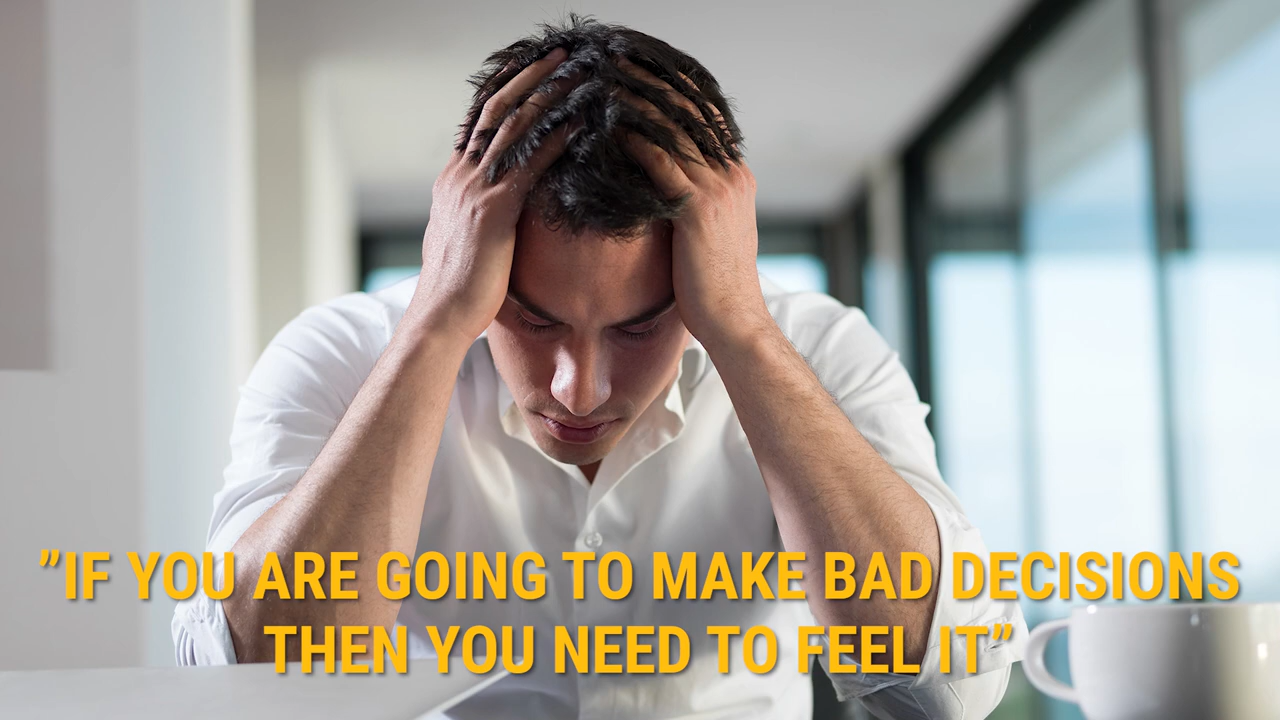 ”IF YOU ARE GOING TO MAKE BAD DECISIONS
THEN YOU NEED TO FEEL IT”